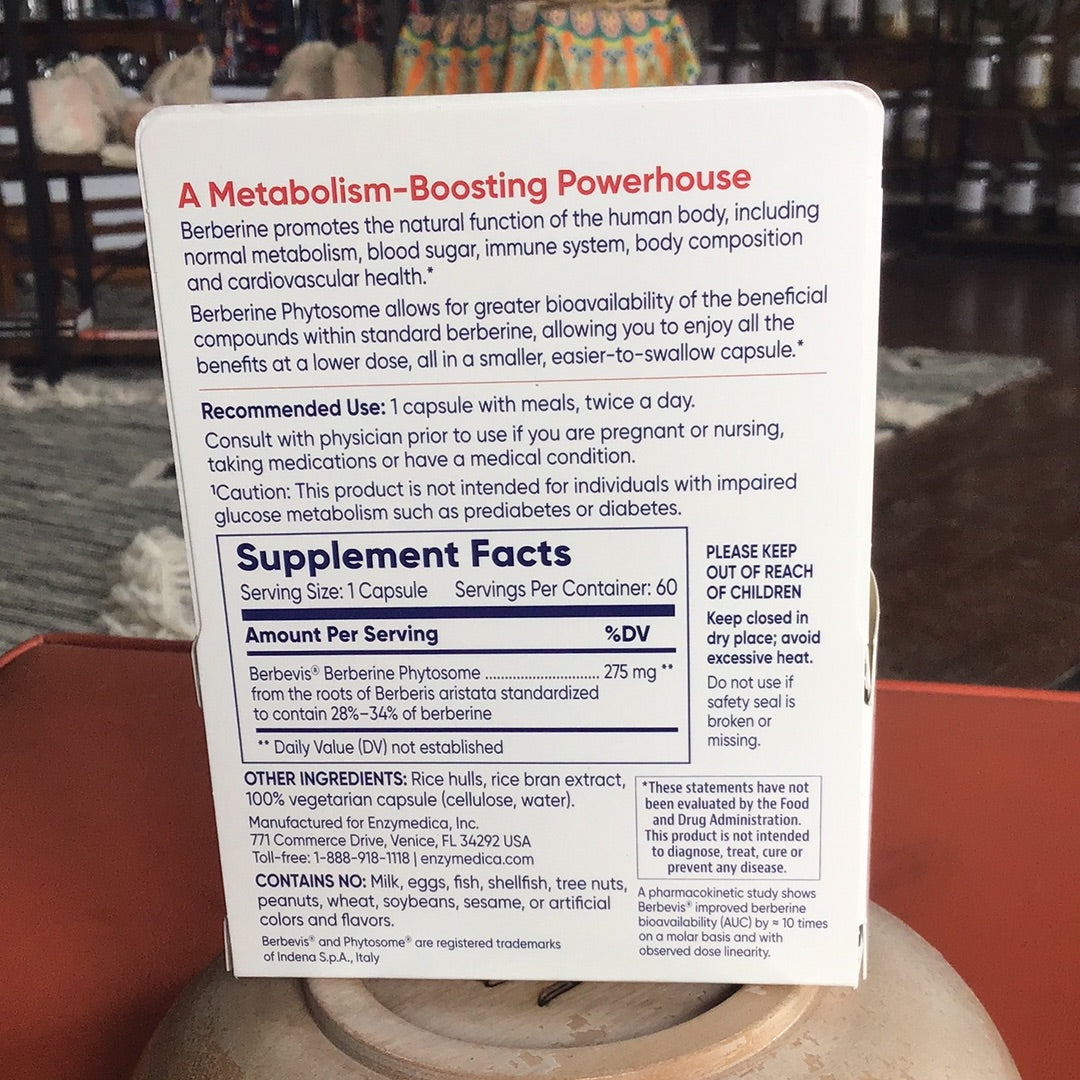 A Metabolism-Boosting Powerhouse
Berberine promotes the natural function of the human body, including
normal metabolism, blood sugar, immune system, body composition
and cardiovascular health.*
Berberine Phytosome allows for greater bioavailability of the beneficial
compounds within standard berberine, allowing you to enjoy all the
benefits at a lower dose, all in a smaller, easier-to-swallow capsule.*
Recommended Use: 1 capsule with meals, twice a day.
Consult with physician prior to use if you are pregnant or nursing,
taking medications or have a medical condition.
¹Caution: This product is not intended for individuals with impaired
glucose metabolism such as prediabetes or diabetes.
Supplement Facts
Serving Size: 1 Capsule Servings Per Container: 60
Amount Per Serving %DV
Berbevis® Berberine Phytosome ............................ 275 mg **
from the roots of Berberis aristata standardized
to contain 28%–34% of berberine
** Daily Value (DV) not established
PLEASE KEEP
OUT OF REACH
OF CHILDREN
Keep closed in
dry place; avoid
excessive heat.
Do not use if
safety seal is
broken or
missing.
OTHER INGREDIENTS: Rice hulls, rice bran extract,
100% vegetarian capsule (cellulose, water).
Manufactured for Enzymedica, Inc.
771 Commerce Drive, Venice, FL 34292 USA
Toll-free: 1-888-918-1118 | enzymedica.com
CONTAINS NO: Milk, eggs, fish, shellfish, tree nuts,
peanuts, wheat, soybeans, sesame, or artificial
colors and flavors.
Berbevis® and Phytosome® are registered trademarks
of Indena S.p.A., Italy
*These statements have not
been evaluated by the Food
and Drug Administration.
This product is not intended
to diagnose, treat, cure or
prevent any disease.
A pharmacokinetic study shows
Berbevis® improved berberine
bioavailability (AUC) by ≈ 10 times
on a molar basis and with
observed dose linearity.